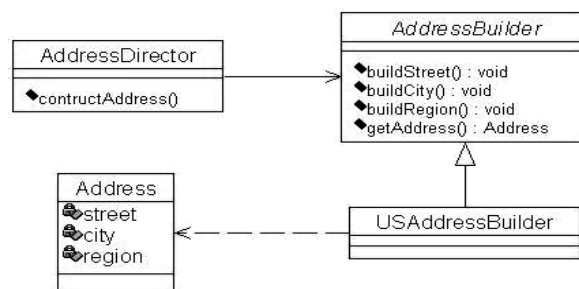 AddressDirector
contructAddress()
AddressBuilder
buildStreet() : void
buildCity() : void
buildRegion() : void
getAddress() : Address
Address
street
city
region
USAddressBuilder